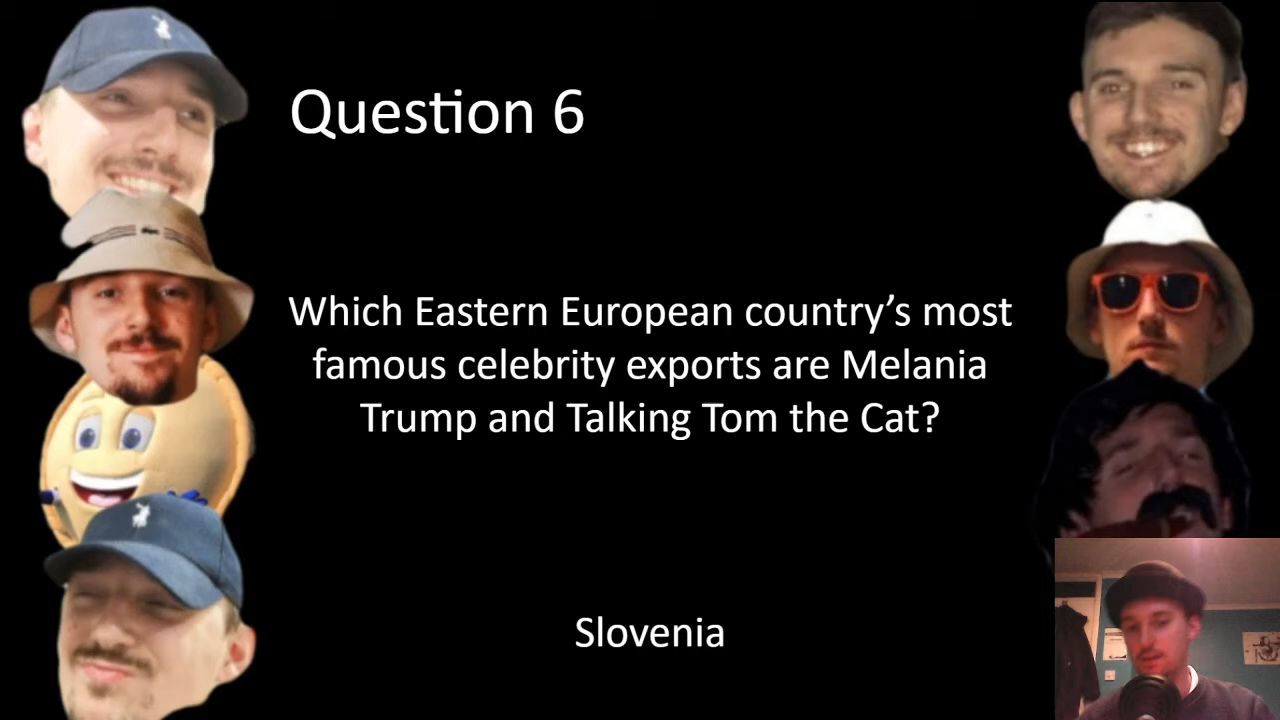 Question 6
Which Eastern European country’s most
famous celebrity exports are Melania
Trump and Talking Tom the Cat?
Slovenia